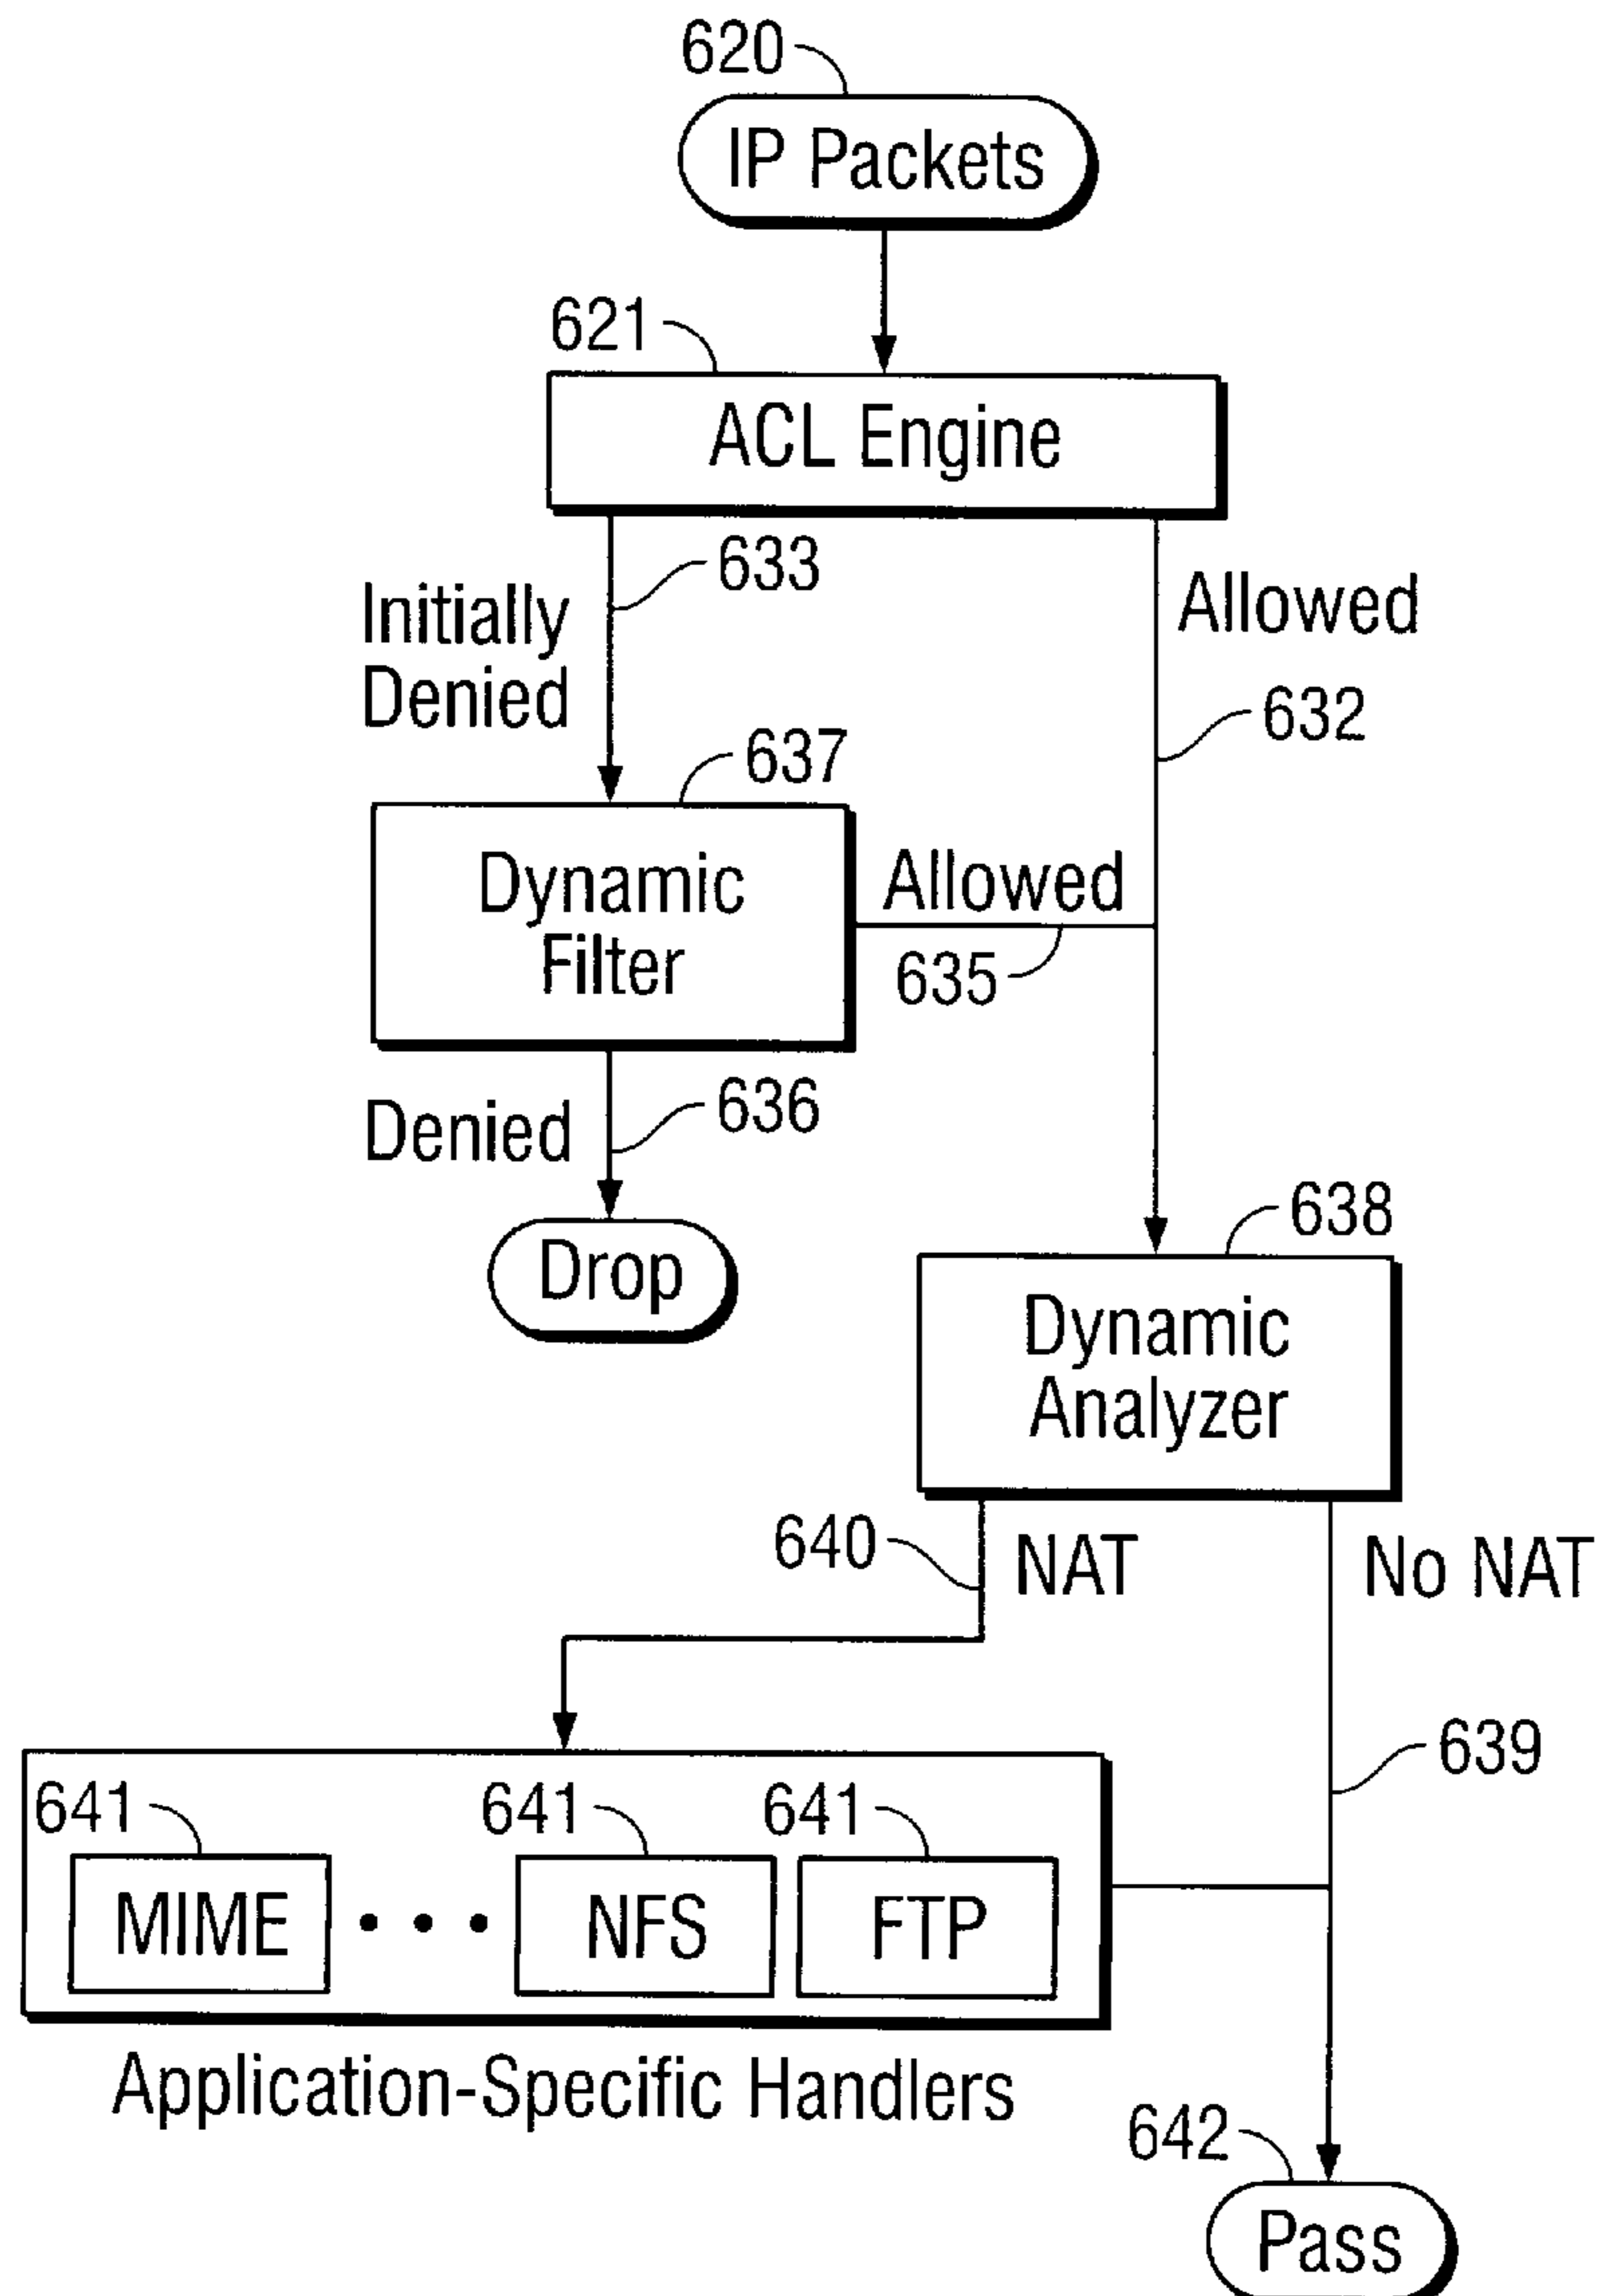 620
IP Packets
621
ACL Engine
633
Initially
Denied
Allowed
632
637
Dynamic
Filter
Allowed
635
Denied
636
Drop
638
Dynamic
Analyzer
640
NAT
No NAT
639
641
641
641
MIME
• • •
NFS
FTP
Application-Specific Handlers
642
Pass